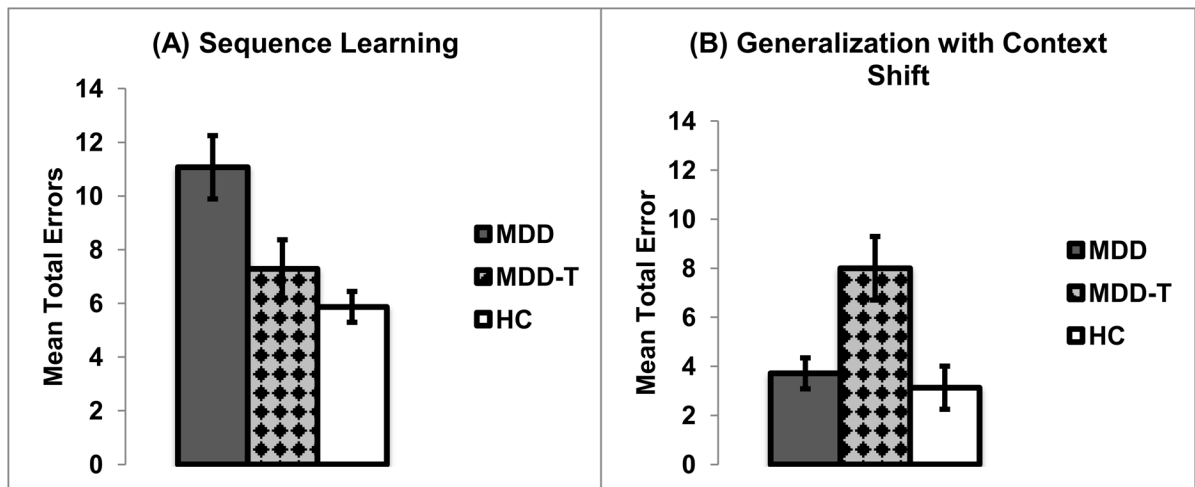 (A) Sequence Learning
Mean Total Errors
14
12
10
8
6
4
2
0
MDD
MDD-T
HC
(B) Generalization with Context
Shift
Mean Total Error
14
12
10
8
6
4
2
0
MDD
MDD-T
HC